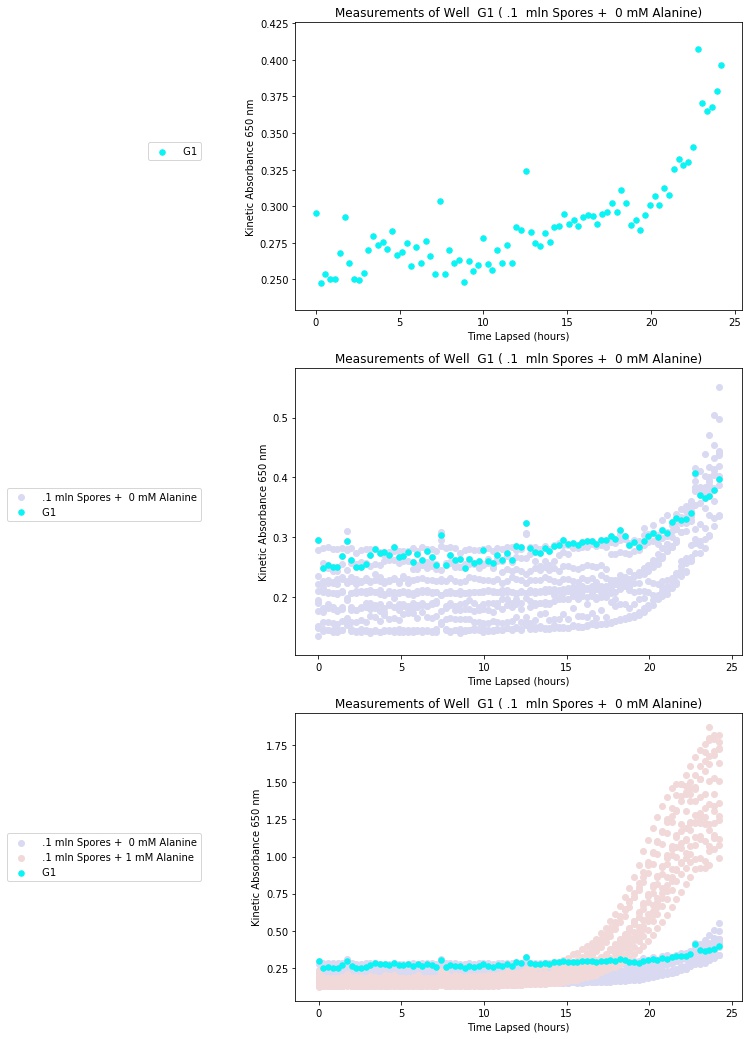 Measurements of Well  G1 ( .1  mln Spores +  0 mM Alanine)
G1
Kinetic Absorbance 650 nm
0.425
0.400
0.375
0.350
0.325
0.300
0.275
0.250
0 5 10 15 20 25
Time Lapsed (hours)
Measurements of Well  G1 ( .1  mln Spores +  0 mM Alanine)
.1 mln Spores +  0 mM Alanine
G1
Kinetic Absorbance 650 nm
0.5
0.4
0.3
0.2
0 5 10 15 20 25
Time Lapsed (hours)
Measurements of Well  G1 ( .1  mln Spores +  0 mM Alanine)
.1 mln Spores +  0 mM Alanine
.1 mln Spores + 1 mM Alanine
G1
Kinetic Absorbance 650 nm
1.75
1.50
1.25
1.00
0.75
0.50
0.25
0 5 10 15 20 25
Time Lapsed (hours)